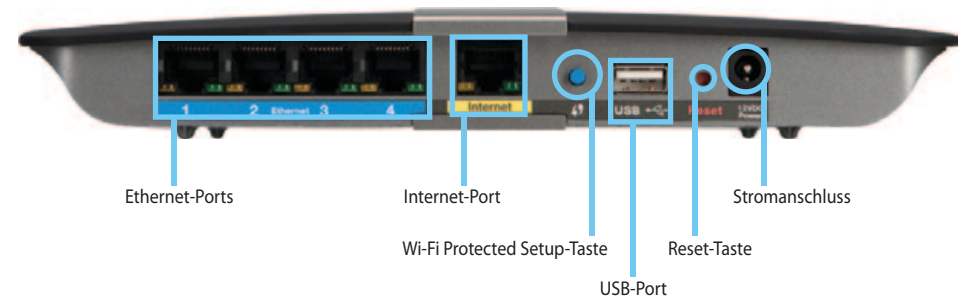 1 2 Ethernet 3 4
Internet
USB
Reset
12VDC
Power
Ethernet-Ports
Internet-Port
Stromanschluss
Wi-Fi Protected Setup-Taste
Reset-Taste
USB-Port